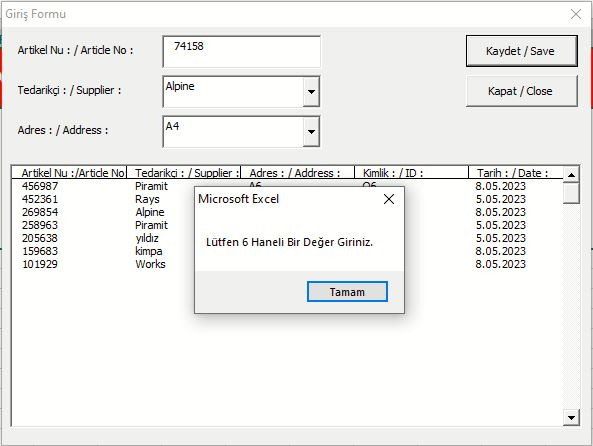 Giriş Formu
Artikel Nu : / Article No : 74158
Kaydet / Save
Tedarikçi : / Supplier : Alpine
Kapat / Close
Adres : / Address : A4
Artikel Nu :/Article No Tedarikçi : / Supplier : Adres : / Address : Kimlik : / ID : Tarih : / Date :
456987 Piramit A6 O6 8.05.2023
452361 Rays 8.05.2023
269854 Alpine 8.05.2023
258963 Piramit 5.05.2023
205638 yıldız 5.05.2023
159683 kimpa 8.05.2023
101929 Works 8.05.2023
Microsoft Excel
Lütfen 6 Haneli Bir Değer Giriniz.
Tamam